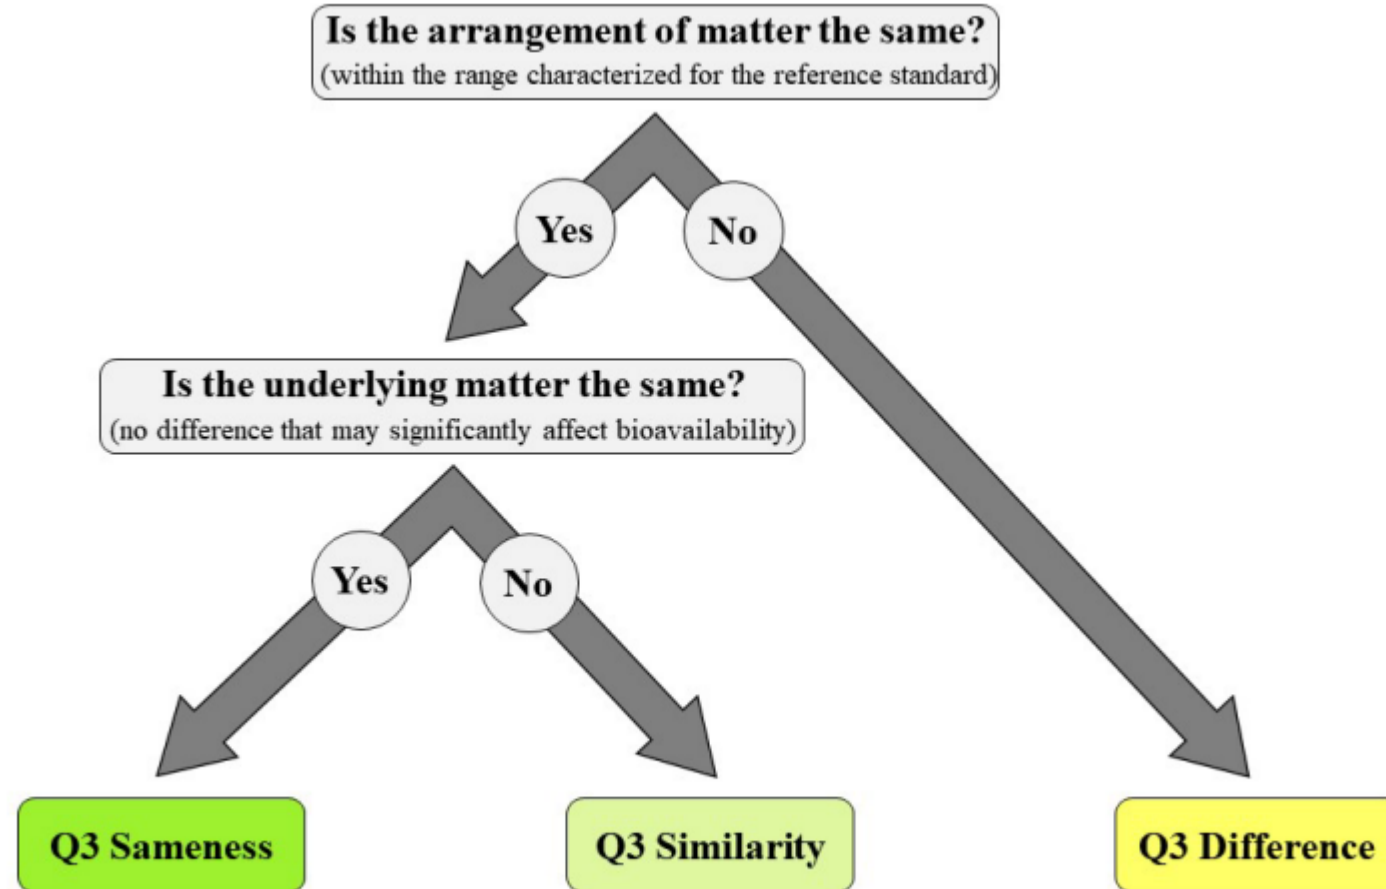 Is the arrangement of matter the same?
(within the range characterized for the reference standard)
Yes
No
Is the underlying matter the same?
(no difference that may significantly affect bioavailability)
Yes
No
Q3 Sameness
Q3 Similarity
Q3 Difference